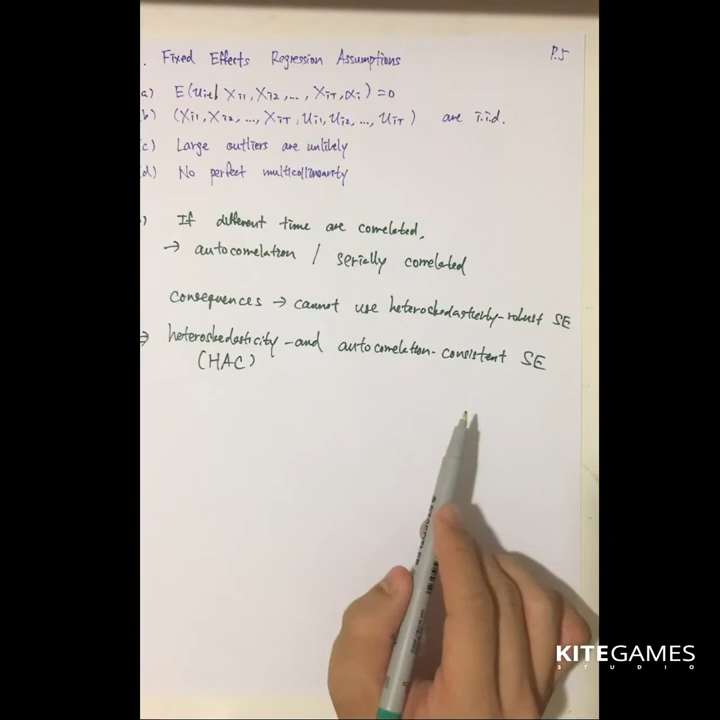 . Fixed Effects Regression Assumptions P.5
a) E(uit| Xi1, Xi2, ..., XiT, αi) = 0
b) (Xi1, Xi2, ..., XiT, ui1, ui2, ..., uiT) are i.i.d.
c) Large outliers are unlikely
d) No perfect multicollinearity
) If different time are correlated,
→ autocorrelation / serially correlated
consequences → cannot use heteroskedasticity-robust SE
⇒ heteroskedasticity-and autocorrelation-consistent SE
(HAC)
KITEGAMES
STUDIO